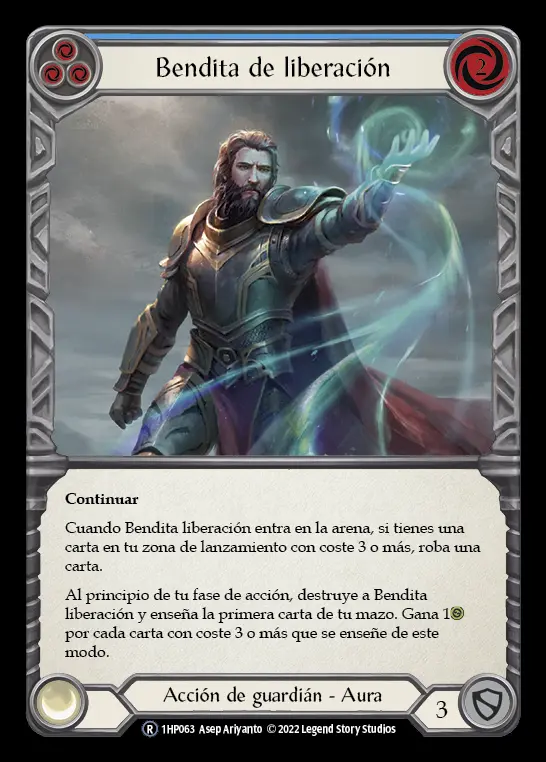 Bendita de liberación
2
Continuar
Cuando Bendita liberación entra en la arena, si tienes una
carta en tu zona de lanzamiento con coste 3 o más, roba una
carta.
Al principio de tu fase de acción, destruye a Bendita
liberación y enseña la primera carta de tu mazo. Gana 1
por cada carta con coste 3 o más que se enseñe de este
modo.
Acción de guardián - Aura
3
R 1HP063 Asep Ariyanto © 2022 Legend Story Studios